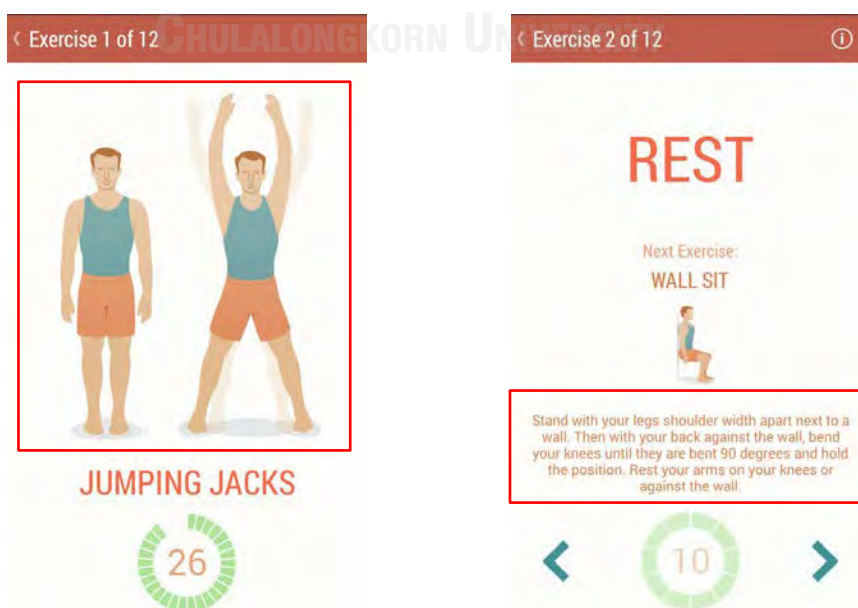 CHULALONGKORN UNIVERSITY
Exercise 1 of 12
JUMPING JACKS
26
Exercise 2 of 12
REST
Next Exercise:
WALL SIT
Stand with your legs shoulder width apart next to a
wall. Then with your back against the wall, bend
your knees until they are bent 90 degrees and hold
the position. Rest your arms on your knees or
against the wall.
10